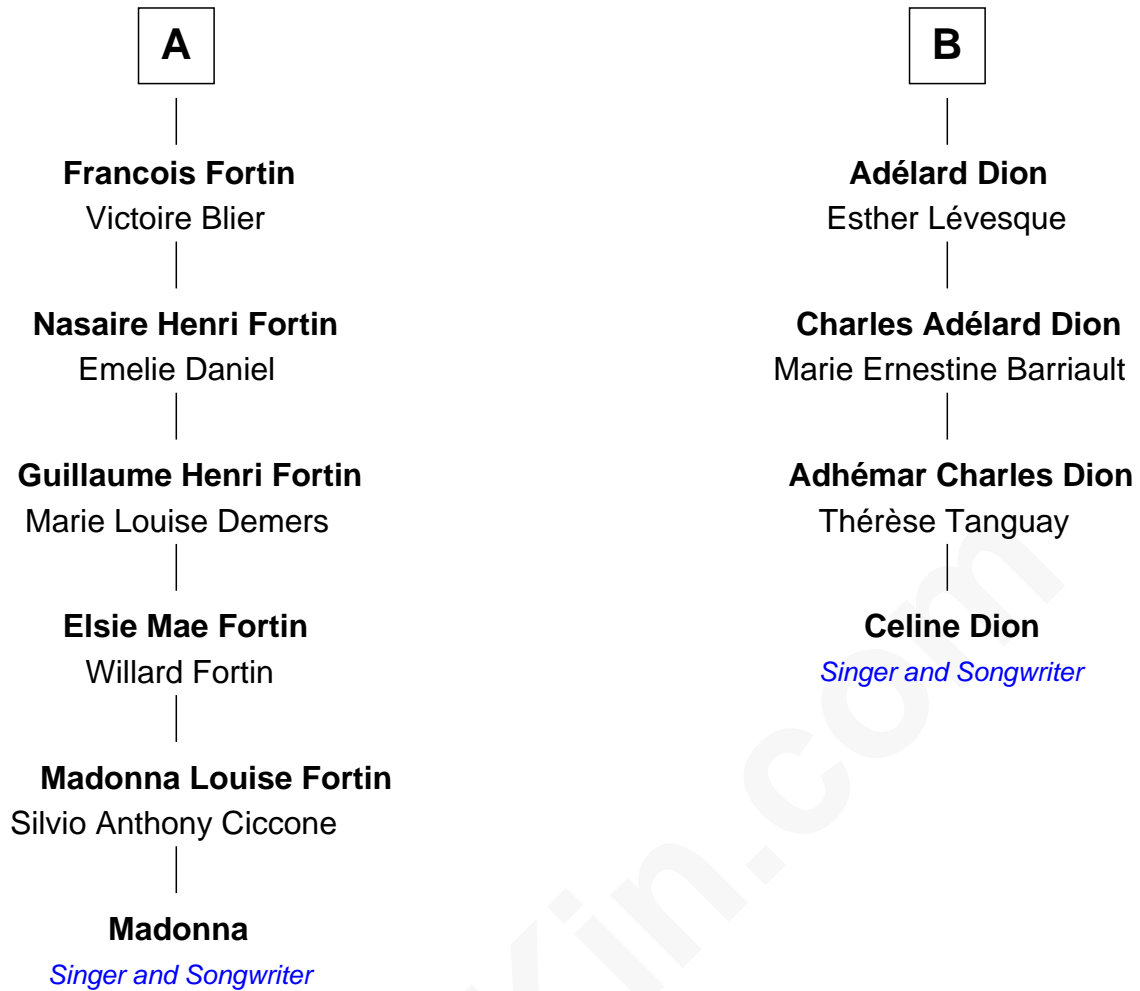 A
Francois Fortin
Victoire Blier
Nasaire Henri Fortin
Emelie Daniel
Guillaume Henri Fortin
Marie Louise Demers
Elsie Mae Fortin
Willard Fortin
Madonna Louise Fortin
Silvio Anthony Ciccone
Madonna
Singer and Songwriter
B
Adélard Dion
Esther Lévesque
Charles Adélard Dion
Marie Ernestine Barriault
Adhémar Charles Dion
Thérèse Tanguay
Celine Dion
Singer and Songwriter
Kin.com